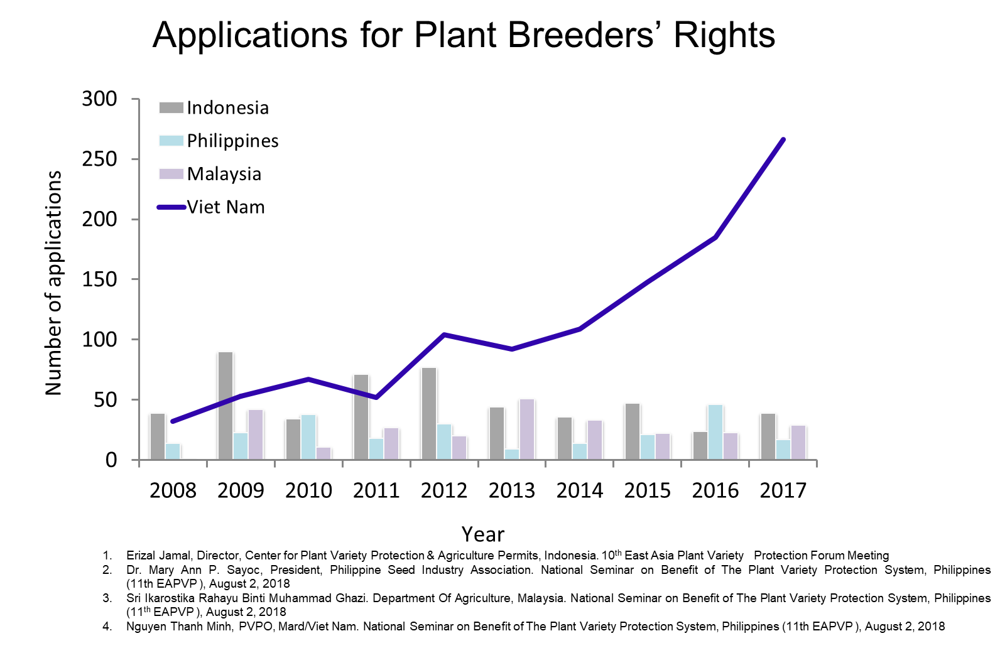 Applications for Plant Breeders’ Rights
300
250
200
150
100
50
0
Number of applications
Indonesia
Philippines
Malaysia
Viet Nam
2008 2009 2010 2011 2012 2013 2014 2015 2016 2017
Year
1. Erizal Jamal, Director, Center for Plant Variety Protection & Agriculture Permits, Indonesia. 10th East Asia Plant Variety Protection Forum Meeting
2. Dr. Mary Ann P. Sayoc, President, Philippine Seed Industry Association. National Seminar on Benefit of The Plant Variety Protection System, Philippines
(11th EAPVP ), August 2, 2018
3. Sri Ikarostika Rahayu Binti Muhammad Ghazi. Department Of Agriculture, Malaysia. National Seminar on Benefit of The Plant Variety Protection System, Philippines
(11th EAPVP ), August 2, 2018
4. Nguyen Thanh Minh, PVPO, Mard/Viet Nam. National Seminar on Benefit of The Plant Variety Protection System, Philippines (11th EAPVP ), August 2, 2018